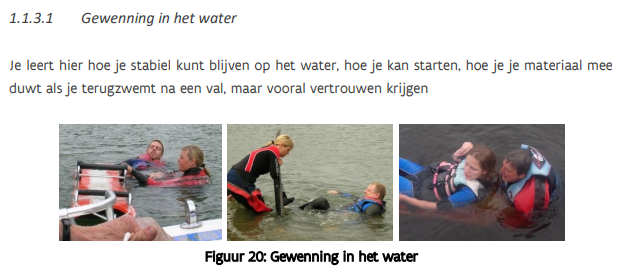 1.1.3.1 Gewenning in het water
Je leert hier hoe je stabiel kunt blijven op het water, hoe je kan starten, hoe je je materiaal mee
duwt als je terugzwemt na een val, maar vooral vertrouwen krijgen
Figuur 20: Gewenning in het water